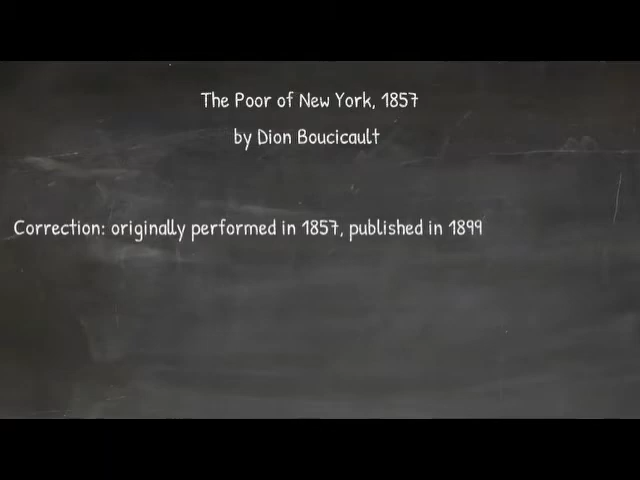 The Poor of New York, 1857
by Dion Boucicault
Correction: originally performed in 1857, published in 1899